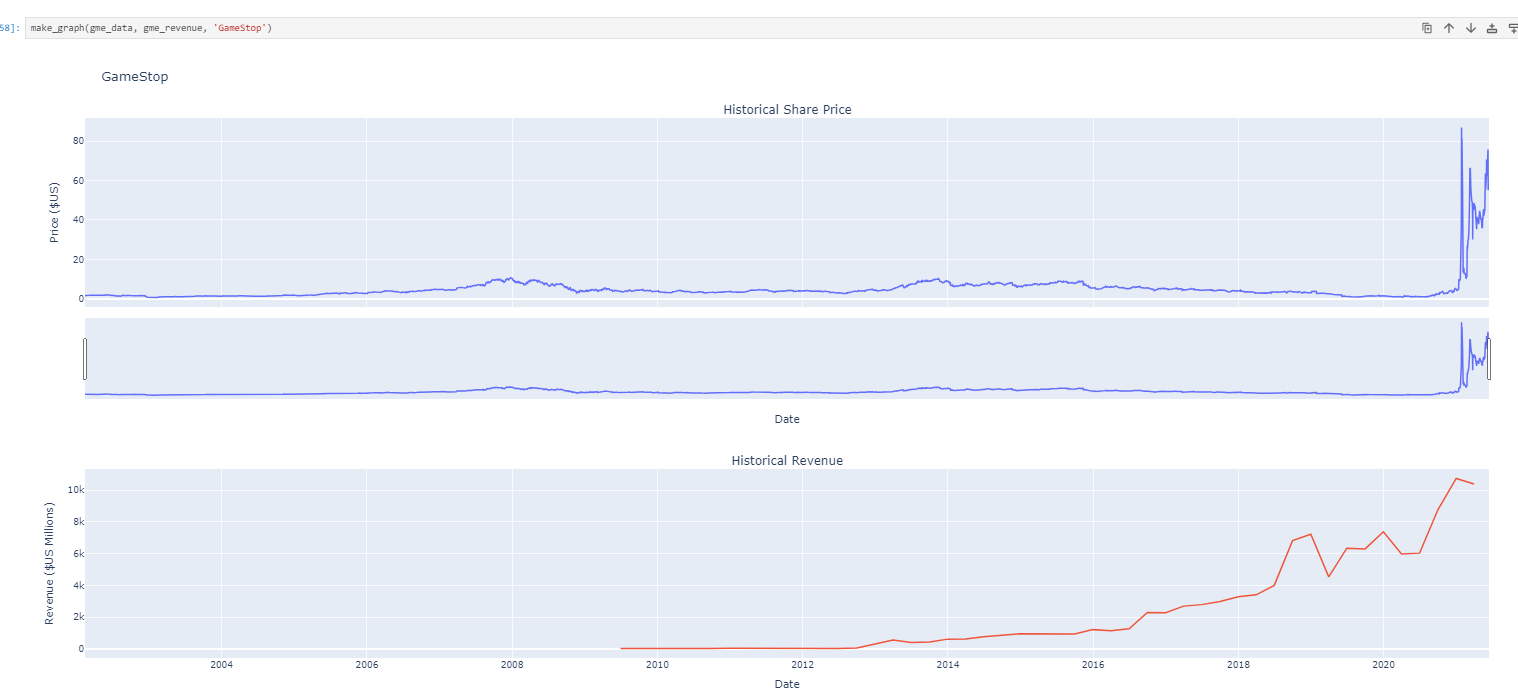 58]:
make_graph(gme_data, gme_revenue, 'GameStop')
GameStop
Historical Share Price
Price ($US)
80
60
40
20
0
Date
Historical Revenue
Revenue ($US Millions)
10k
8k
6k
4k
2k
0
2004 2006 2008 2010 2012 2014 2016 2018 2020
Date